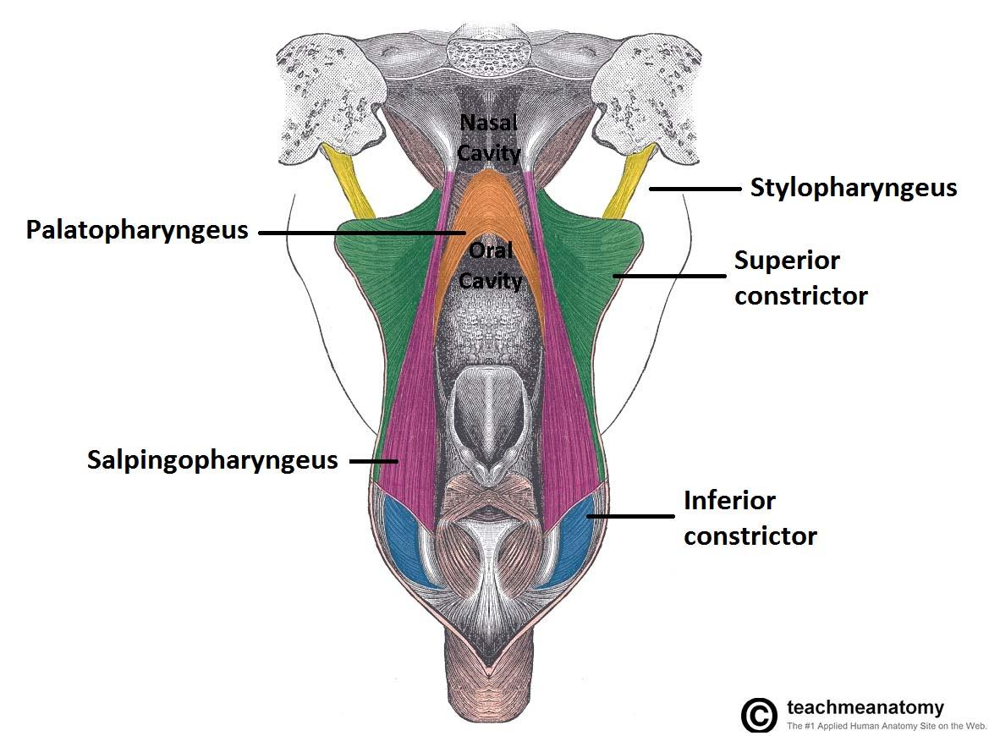 Nasal
Cavity
Stylopharyngeus
Palatopharyngeus
Oral
Cavity
Superior
constrictor
Salpingopharyngeus
Inferior
constrictor
© teachmeanatomy
The #1 Applied Human Anatomy Site on the Web.